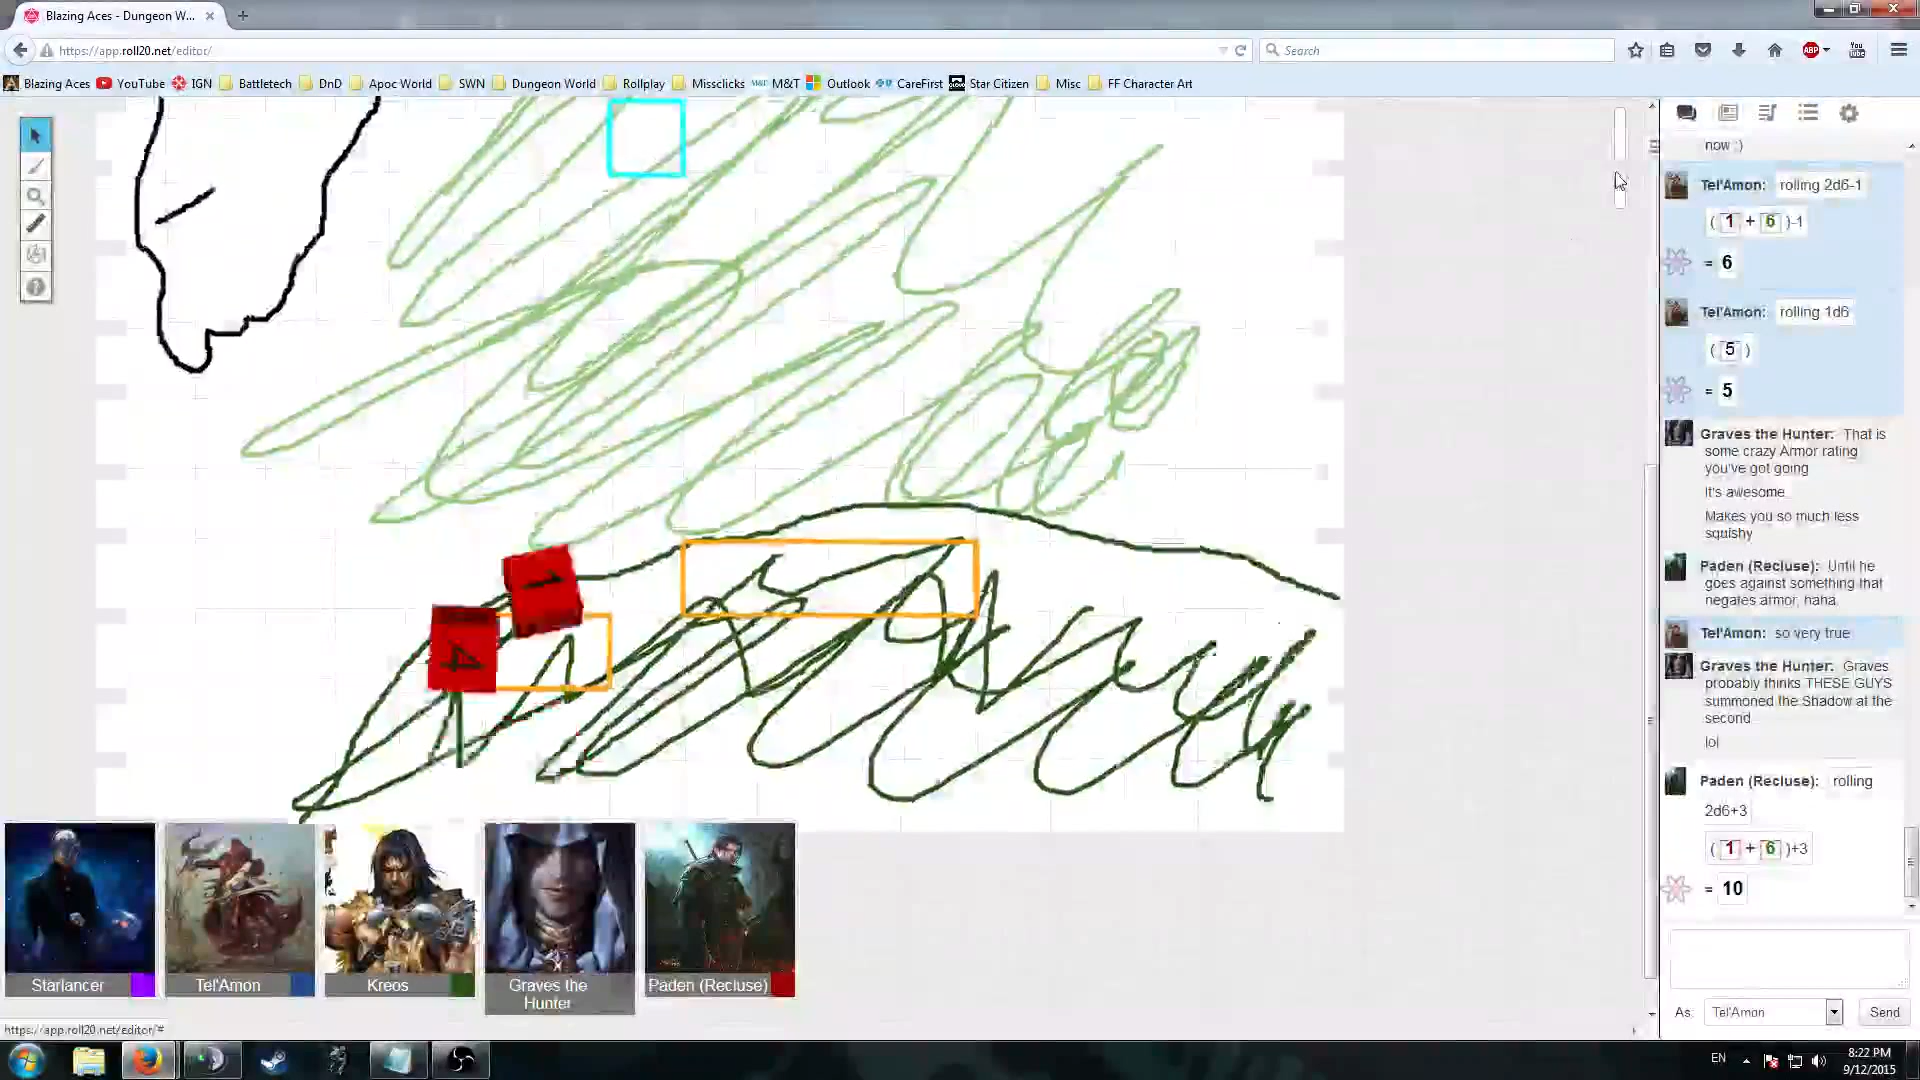 Blazing Aces - Dungeon W...
https://app.roll20.net/editor/
Search
Blazing Aces YouTube IGN Battletech DnD Apoc World SWN Dungeon World Rollplay Missclicks M&T Outlook CareFirst Star Citizen Misc FF Character Art
now :)
Tel'Amon: rolling 2d6-1
( 1 + 6 )-1
= 6
Tel'Amon: rolling 1d6
( 5 )
= 5
Graves the Hunter: That is
some crazy Armor rating
you've got going
It's awesome.
Makes you so much less
squishy
Paden (Recluse): Until he
goes against something that
negates armor, haha.
Tel'Amon: so very true
Graves the Hunter: Graves
probably thinks THESE GUYS
summoned the Shadow at the
second
lol
Paden (Recluse): rolling
2d6+3
( 1 + 6 )+3
= 10
1
4
Starlancer
Tel'Amon
Kreos
Graves the
Hunter
Paden (Recluse)
As: Tel'Amon Send
https://app.roll20.net/editor/#
EN
8:22 PM
9/12/2015